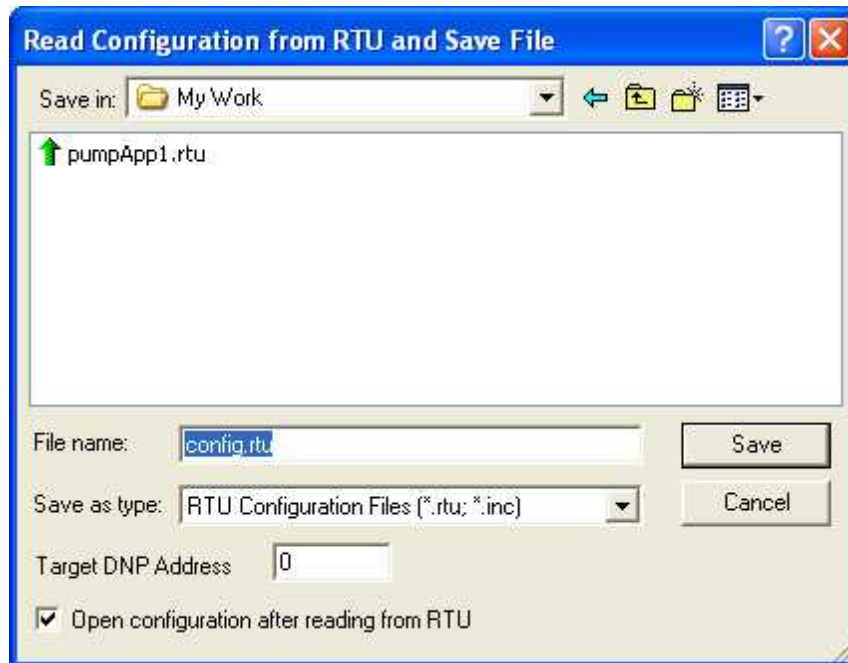 Read Configuration from RTU and Save File
Save in: My Work
pumpApp1.rtu
File name: config.rtu Save
Save as type: RTU Configuration Files (*.rtu; *.inc) Cancel
Target DNP Address 0
Open configuration after reading from RTU